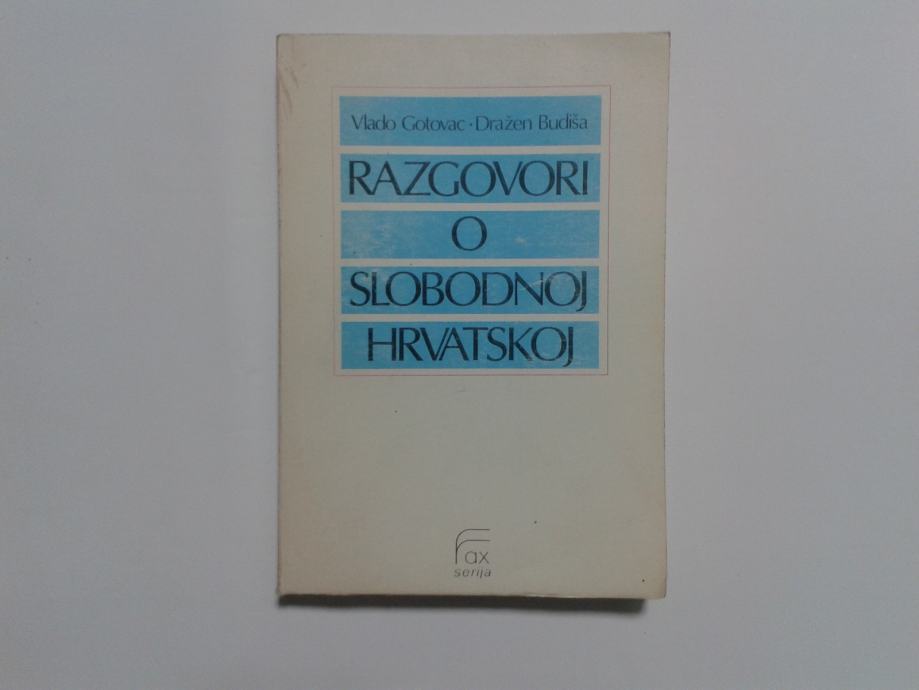 Vlado Gotovac · Dražen Budiša
RAZGOVORI
O
SLOBODNOJ
HRVATSKOJ
Fax
serija